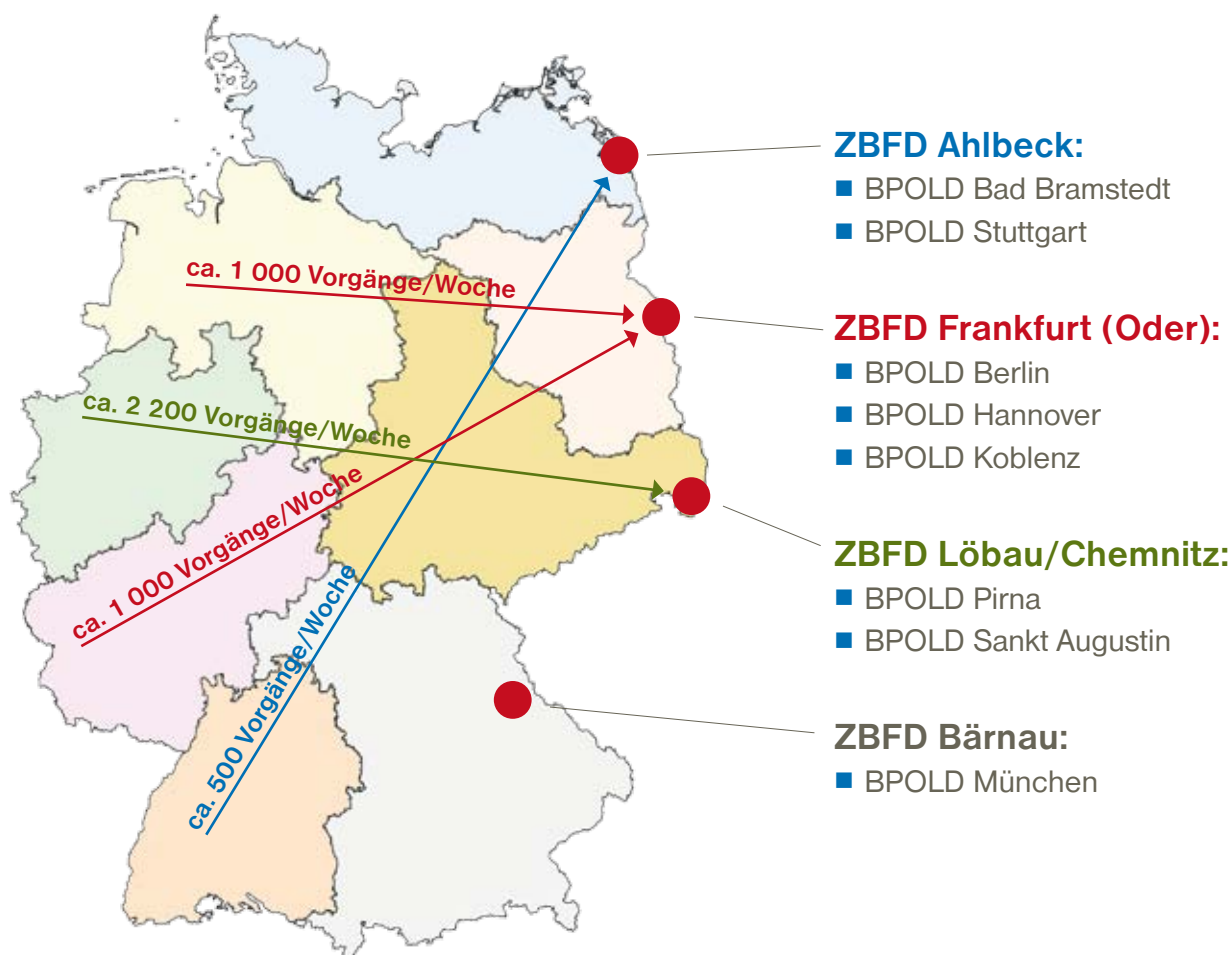 ZBFD Ahlbeck:
BPOLD Bad Bramstedt
BPOLD Stuttgart
ca. 1 000 Vorgänge/Woche
ZBFD Frankfurt (Oder):
BPOLD Berlin
BPOLD Hannover
BPOLD Koblenz
ca. 2 200 Vorgänge/Woche
ca. 1 000 Vorgänge/Woche
ZBFD Löbau/Chemnitz:
BPOLD Pirna
BPOLD Sankt Augustin
ca. 500 Vorgänge/Woche
ZBFD Bärnau:
BPOLD München